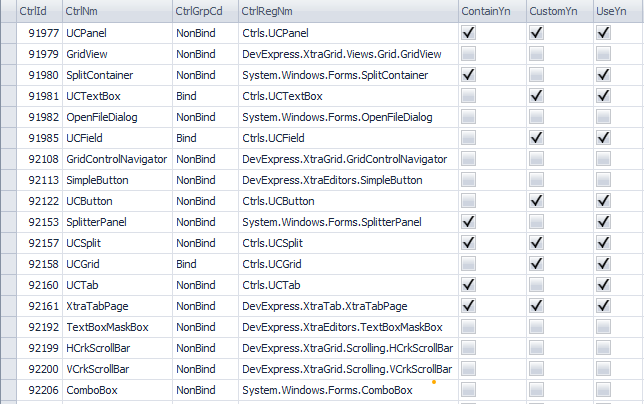 CtrlId CtrlNm CtrlGrpCd CtrlRegNm ContainYn CustomYn UseYn
91977 UCPanel NonBind Ctrls.UCPanel
91979 GridView NonBind DevExpress.XtraGrid.Views.Grid.GridView
91980 SplitContainer NonBind System.Windows.Forms.SplitContainer
91981 UCTextBox Bind Ctrls.UCTextBox
91982 OpenFileDialog NonBind System.Windows.Forms.OpenFileDialog
91985 UCField Bind Ctrls.UCField
92108 GridControlNavigator NonBind DevExpress.XtraGrid.GridControlNavigator
92113 SimpleButton NonBind DevExpress.XtraEditors.SimpleButton
92122 UCButton NonBind Ctrls.UCButton
92153 SplitterPanel NonBind System.Windows.Forms.SplitterPanel
92157 UCSplit NonBind Ctrls.UCSplit
92158 UCGrid Bind Ctrls.UCGrid
92160 UCTab NonBind Ctrls.UCTab
92161 XtraTabPage NonBind DevExpress.XtraTab.XtraTabPage
92192 TextBoxMaskBox NonBind DevExpress.XtraEditors.TextBoxMaskBox
92199 HCrkScrollBar NonBind DevExpress.XtraGrid.Scrolling.HCrkScrollBar
92200 VCrkScrollBar NonBind DevExpress.XtraGrid.Scrolling.VCrkScrollBar
92206 ComboBox NonBind System.Windows.Forms.ComboBox